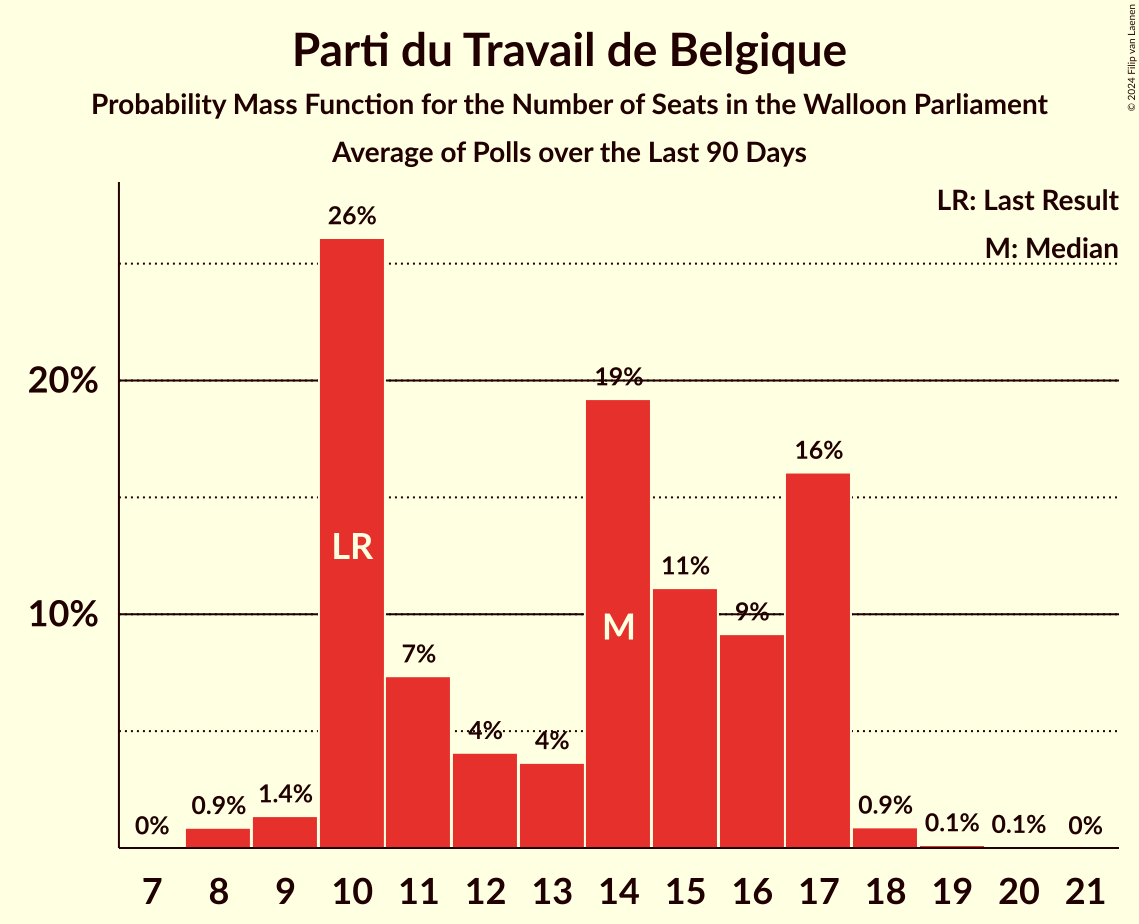 Parti du Travail de Belgique
Probability Mass Function for the Number of Seats in the Walloon Parliament
Average of Polls over the Last 90 Days
© 2024 Filip van Laenen
LR: Last Result
M: Median
20%
10%
0%
0.9%
1.4%
26%
7%
4%
4%
19%
11%
9%
16%
0.9%
0.1%
0.1%
0%
LR
M
7 8 9 10 11 12 13 14 15 16 17 18 19 20 21